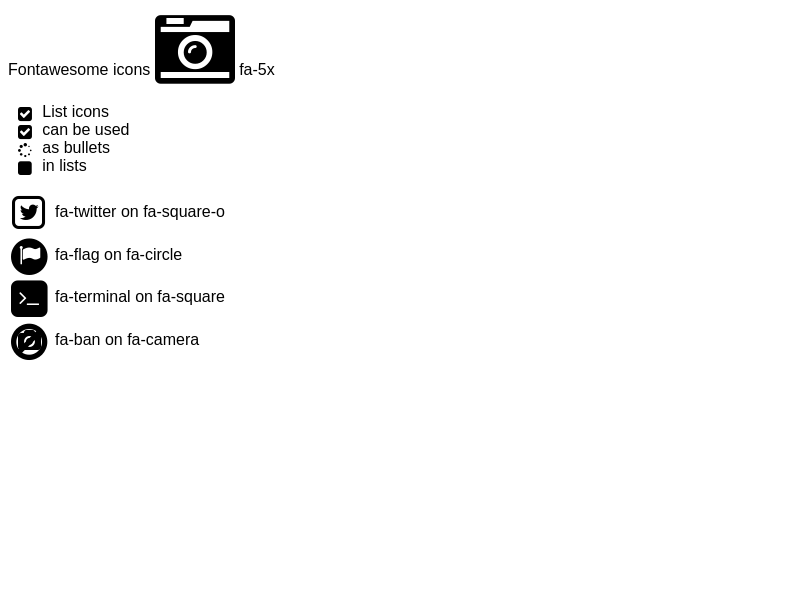 Fontawesome icons fa-5x
List icons
can be used
as bullets
in lists
fa-twitter on fa-square-o
fa-flag on fa-circle
fa-terminal on fa-square
fa-ban on fa-camera